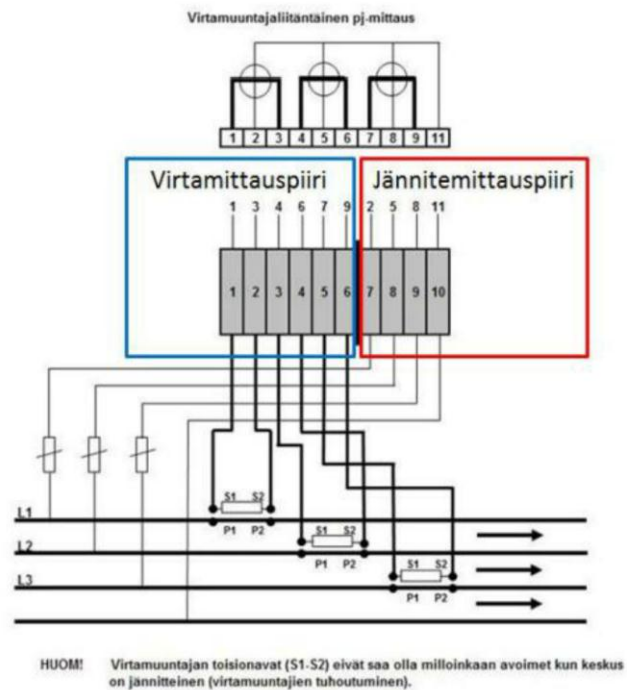 Virtamuuntajaliitäntäinen pj-mittaus
1 2 3 4 5 6 7 8 9 11
Virtamittauspiiri Jännitemittauspiiri
1 3 4 6 7 9 2 5 8 11
1 2 3 4 5 6 7 8 9 10
S1 S2
L1
P1 P2
S1 S2
L2
P1 P2
S1 S2
L3
P1 P2
HUOM! Virtamuuntajan toisionavat (S1-S2) eivät saa olla milloinkaan avoimet kun keskus
on jännitteinen (virtamuuntajien tuhoutuminen).